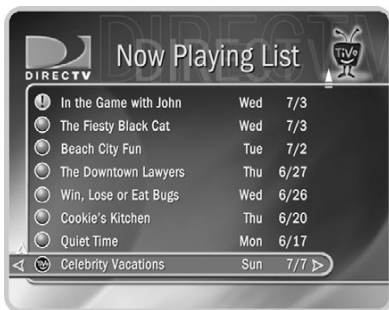 DIRECTV
DIRECTV
Now Playing List
TiVo
In the Game with John Wed 7/3
The Fiesty Black Cat Wed 7/3
Beach City Fun Tue 7/2
The Downtown Lawyers Thu 6/27
Win, Lose or Eat Bugs Wed 6/26
Cookie's Kitchen Thu 6/20
Quiet Time Mon 6/17
TiVo Celebrity Vacations Sun 7/7